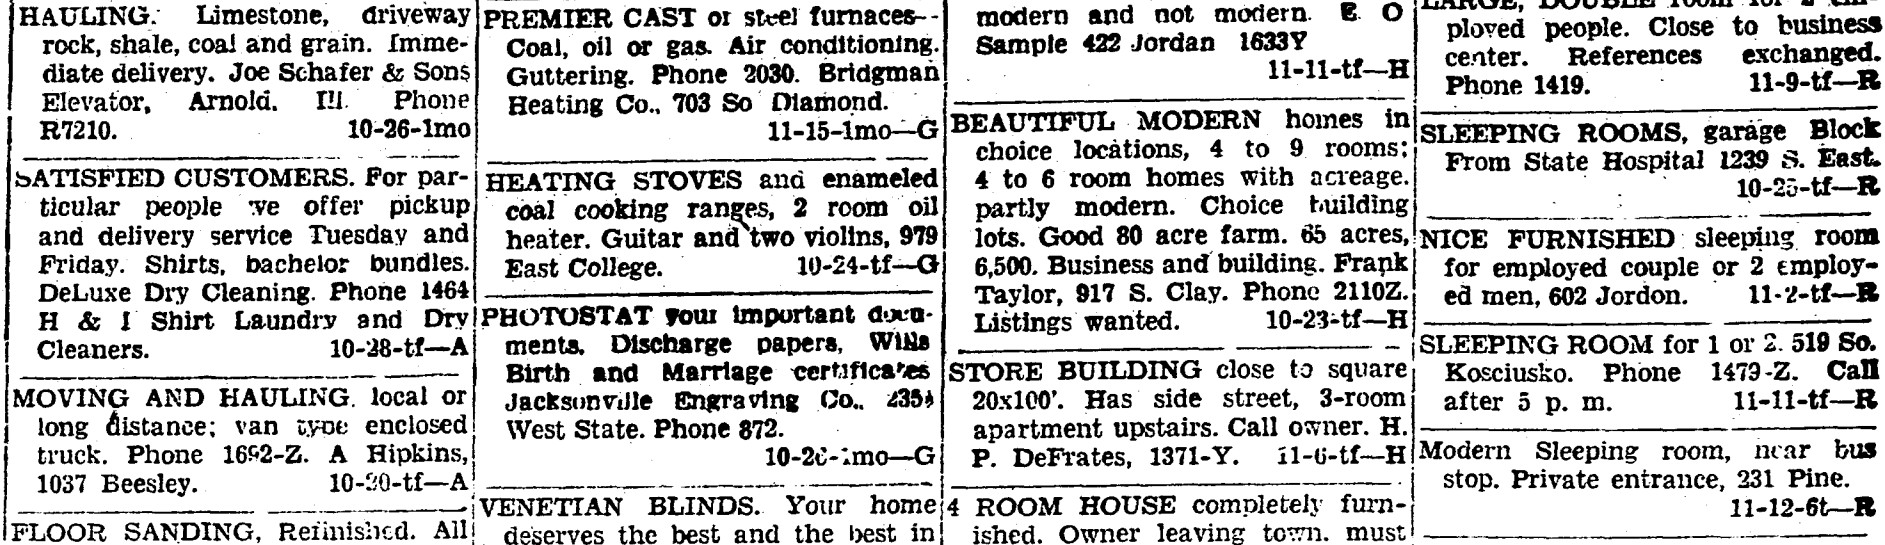 HAULING. Limestone, driveway
rock, shale, coal and grain. Imme-
diate delivery. Joe Schafer & Sons
Elevator, Arnold. Ill. Phone
R7210. 10-26-1mo
SATISFIED CUSTOMERS. For par-
ticular people we offer pickup
and delivery service Tuesday and
Friday. Shirts, bachelor bundles.
DeLuxe Dry Cleaning. Phone 1464
H & I Shirt Laundry and Dry
Cleaners. 10-28-tf—A
MOVING AND HAULING. local or
long distance; van type enclosed
truck. Phone 1692-Z. A Hipkins,
1037 Beesley. 10-20-tf—A
FLOOR SANDING, Refinished. All
PREMIER CAST or steel furnaces--
Coal, oil or gas. Air conditioning.
Guttering. Phone 2030. Bridgman
Heating Co., 703 So Diamond.
11-15-1mo—G
HEATING STOVES and enameled
coal cooking ranges, 2 room oil
heater. Guitar and two violins, 979
East College. 10-24-tf—G
PHOTOSTAT your important docu-
ments. Discharge papers, Wills
Birth and Marriage certificates
Jacksonville Engraving Co.,
West State. Phone 872.
VENETIAN BLINDS. Your home
deserves the best and the best in
modern and not modern. E O
Sample 422 Jordan 1633Y
11-11-tf—H
BEAUTIFUL MODERN homes in
choice locations, 4 to 9 rooms;
4 to 6 room homes with acreage.
partly modern. Choice building
lots. Good 80 acre farm. 65 acres,
6,500. Business and building. Frank
Taylor, 917 S. Clay. Phone 2110Z.
Listings wanted. 10-23-tf—H
STORE BUILDING close to square
20x100'. Has side street, 3-room
apartment upstairs. Call owner. H.
P. DeFrates, 1371-Y. 11-6-tf—H
4 ROOM HOUSE completely furn-
ished. Owner leaving town. must
LARGE, DOUBLE room for 2 em-
ployed people. Close to business
center. References exchanged.
Phone 1419. 11-9-tf—R
SLEEPING ROOMS, garage Block
From State Hospital 1239 S. East.
10-25-tf—R
NICE FURNISHED sleeping room
for employed couple or 2 employ-
ed men, 602 Jordon. 11-2-tf—R
SLEEPING ROOM for 1 or 2. 519 So.
Kosciusko. Phone 1479-Z. Call
after 5 p. m. 11-11-tf—R
Modern Sleeping room, near bus
stop. Private entrance, 231 Pine.
11-12-6t—R